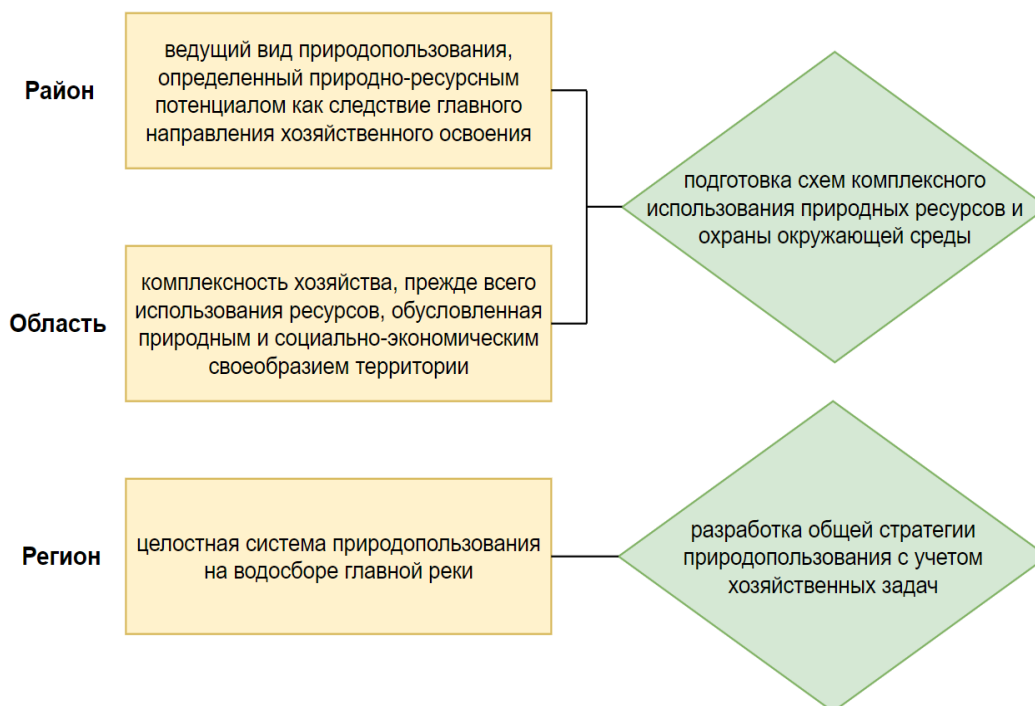 Район
ведущий вид природопользования,
определенный природно-ресурсным
потенциалом как следствие главного
направления хозяйственного освоения
подготовка схем комплексного
использования природных ресурсов и
охраны окружающей среды
Область
комплексность хозяйства, прежде всего
использования ресурсов, обусловленная
природным и социально-экономическим
своеобразием территории
Регион
целостная система природопользования
на водосборе главной реки
разработка общей стратегии
природопользования с учетом
хозяйственных задач